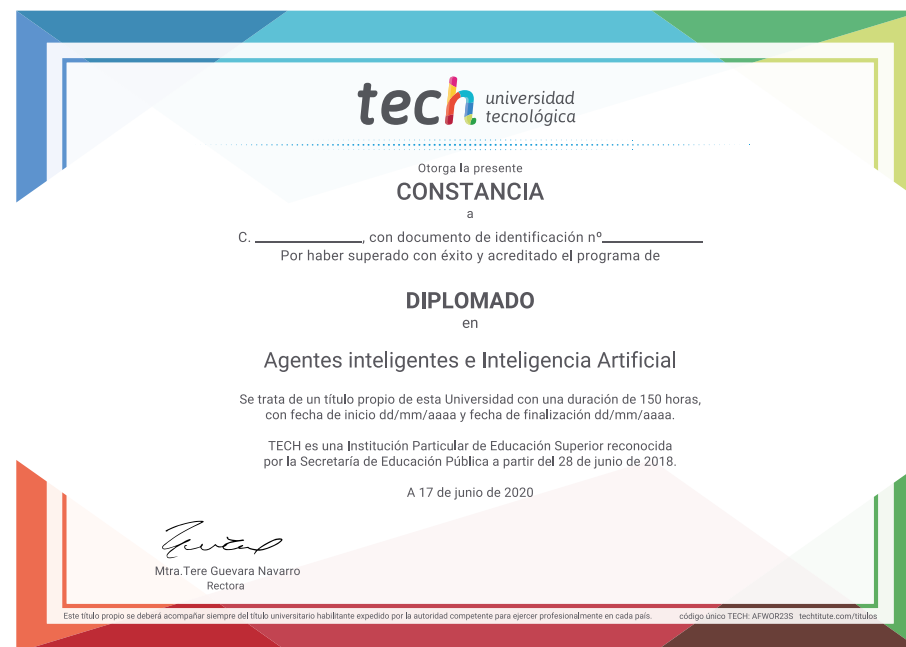 tech universidad
tecnológica
Otorga la presente
CONSTANCIA
a
C. ____________, con documento de identificación nº____________
Por haber superado con éxito y acreditado el programa de
DIPLOMADO
en
Agentes inteligentes e Inteligencia Artificial
Se trata de un título propio de esta Universidad con una duración de 150 horas,
con fecha de inicio dd/mm/aaaa y fecha de finalización dd/mm/aaaa.
TECH es una Institución Particular de Educación Superior reconocida
por la Secretaría de Educación Pública a partir del 28 de junio de 2018.
A 17 de junio de 2020
Mtra.Tere Guevara Navarro
Rectora
Este título propio se deberá acompañar siempre del título universitario habilitante expedido por la autoridad competente para ejercer profesionalmente en cada país. código único TECH: AFWOR23S techtitute.com/titulos